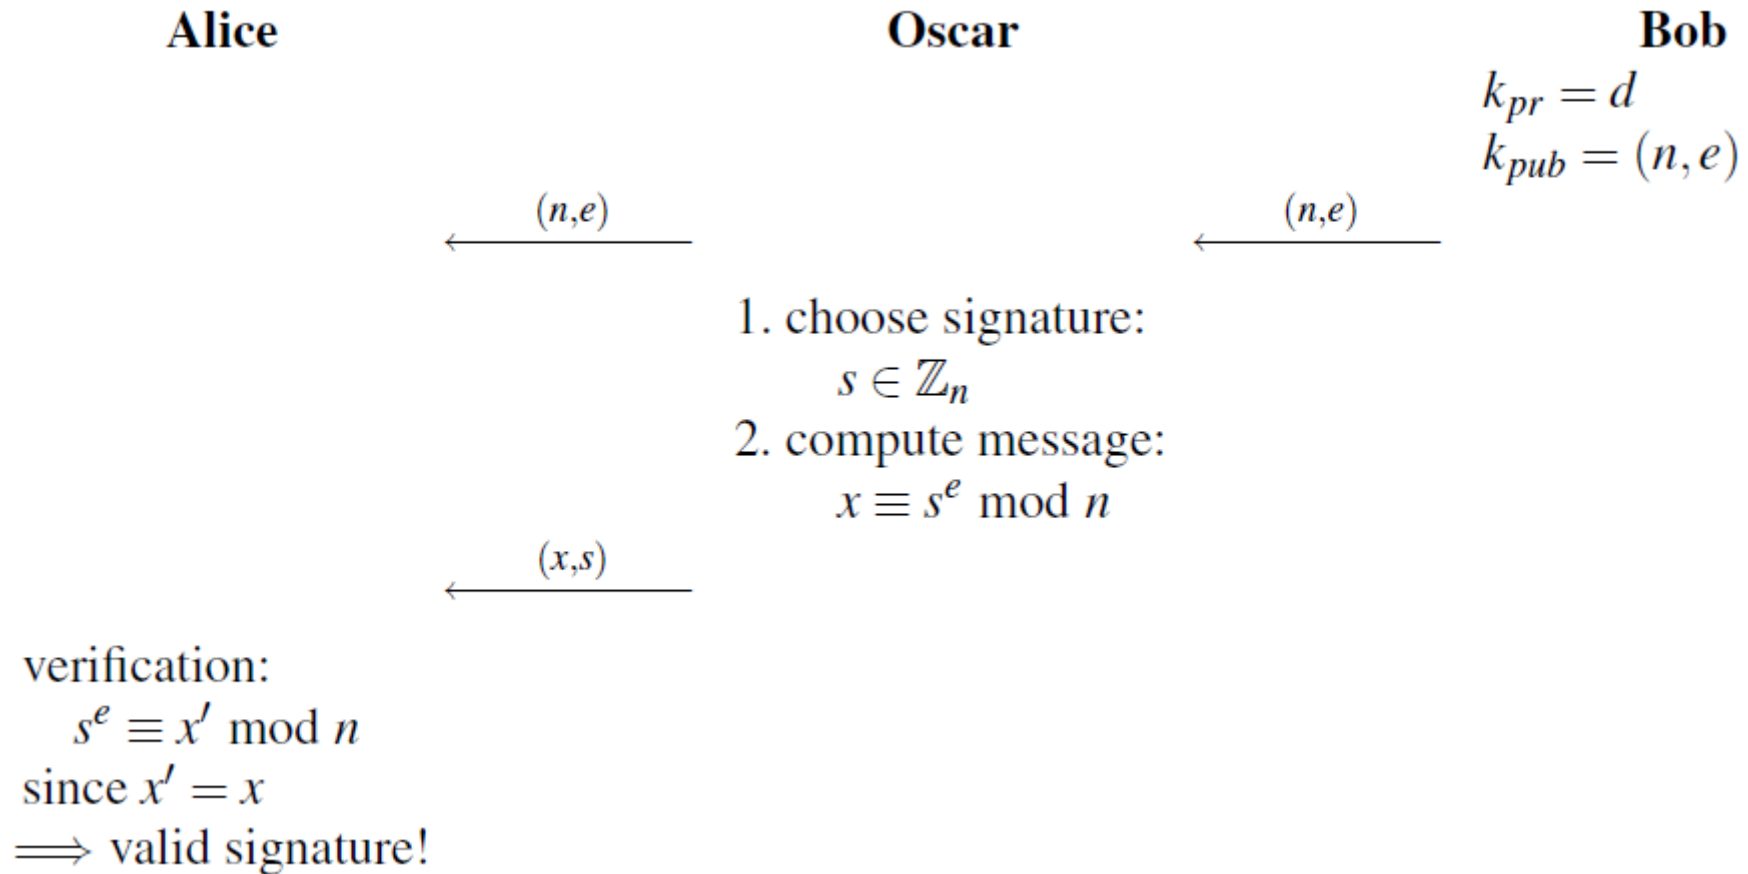 Alice Oscar Bob
k_pr = d
k_pub = (n, e)
(n,e) (n,e)
1. choose signature:
s ∈ ℤ_n
2. compute message:
x ≡ s^e mod n
(x,s)
verification:
s^e ≡ x′ mod n
since x′ = x
⟹ valid signature!